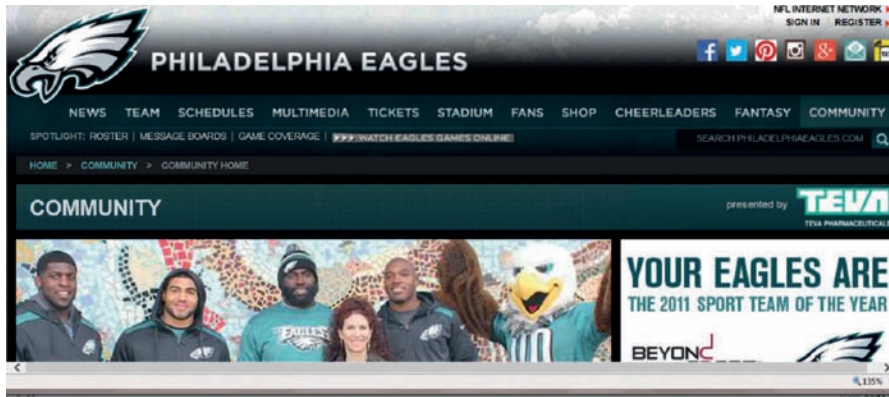 NFL INTERNET NETWORK
SIGN IN REGISTER
PHILADELPHIA EAGLES
NEWS TEAM SCHEDULES MULTIMEDIA TICKETS STADIUM FANS SHOP CHEERLEADERS FANTASY COMMUNITY
SPOTLIGHT: ROSTER | MESSAGE BOARDS | GAME COVERAGE | WATCH EAGLES GAMES ONLINE
SEARCH PHILADELPHIAEAGLES.COM
HOME > COMMUNITY > COMMUNITY HOME
COMMUNITY
presented by TEVA
TEVA PHARMACEUTICALS
YOUR EAGLES ARE
THE 2011 SPORT TEAM OF THE YEAR
EAGLES
BEYOND
135%